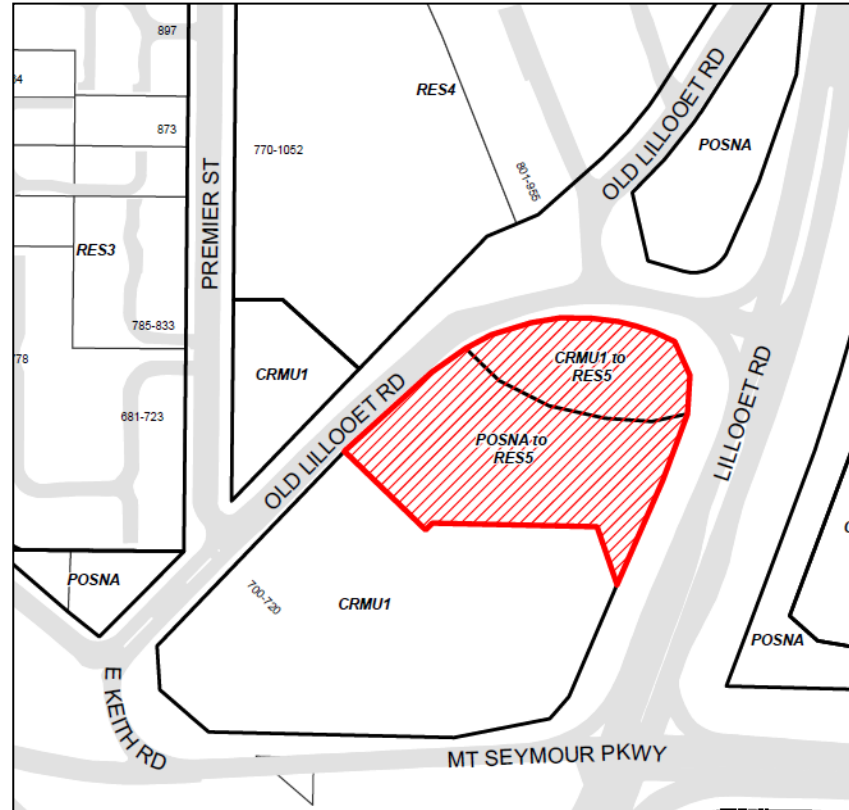 897
04
RES4
873
770-1052
OLD LILLOOET RD
POSNA
801-955
PREMIER ST
RES3
785-833
778
CRMU1
CRMU1 to
RES5
LILLOOET RD
681-723
OLD LILLOOET RD
POSNA to
RES5
POSNA
700-720
CRMU1
POSNA
E KEITH RD
MT SEYMOUR PKWY